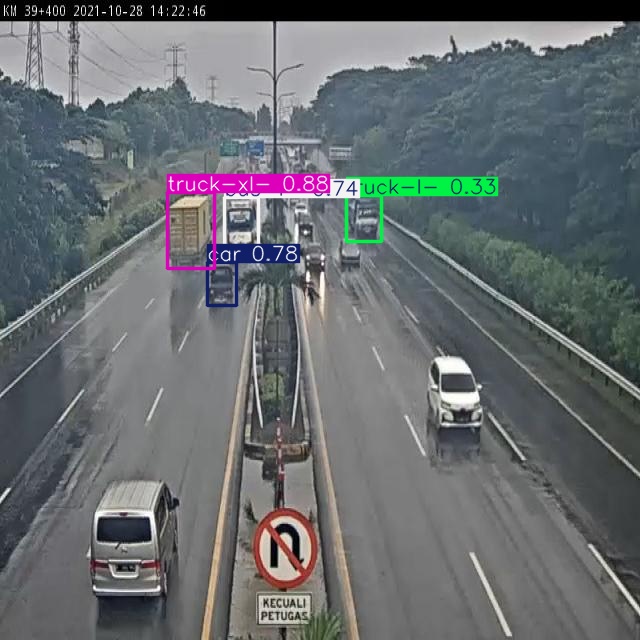 KM 39+400 2021-10-28 14:22:46
truck-xl- 0.88
.74
uck-l- 0.33
car 0.78
KECUALI
PETUGAS